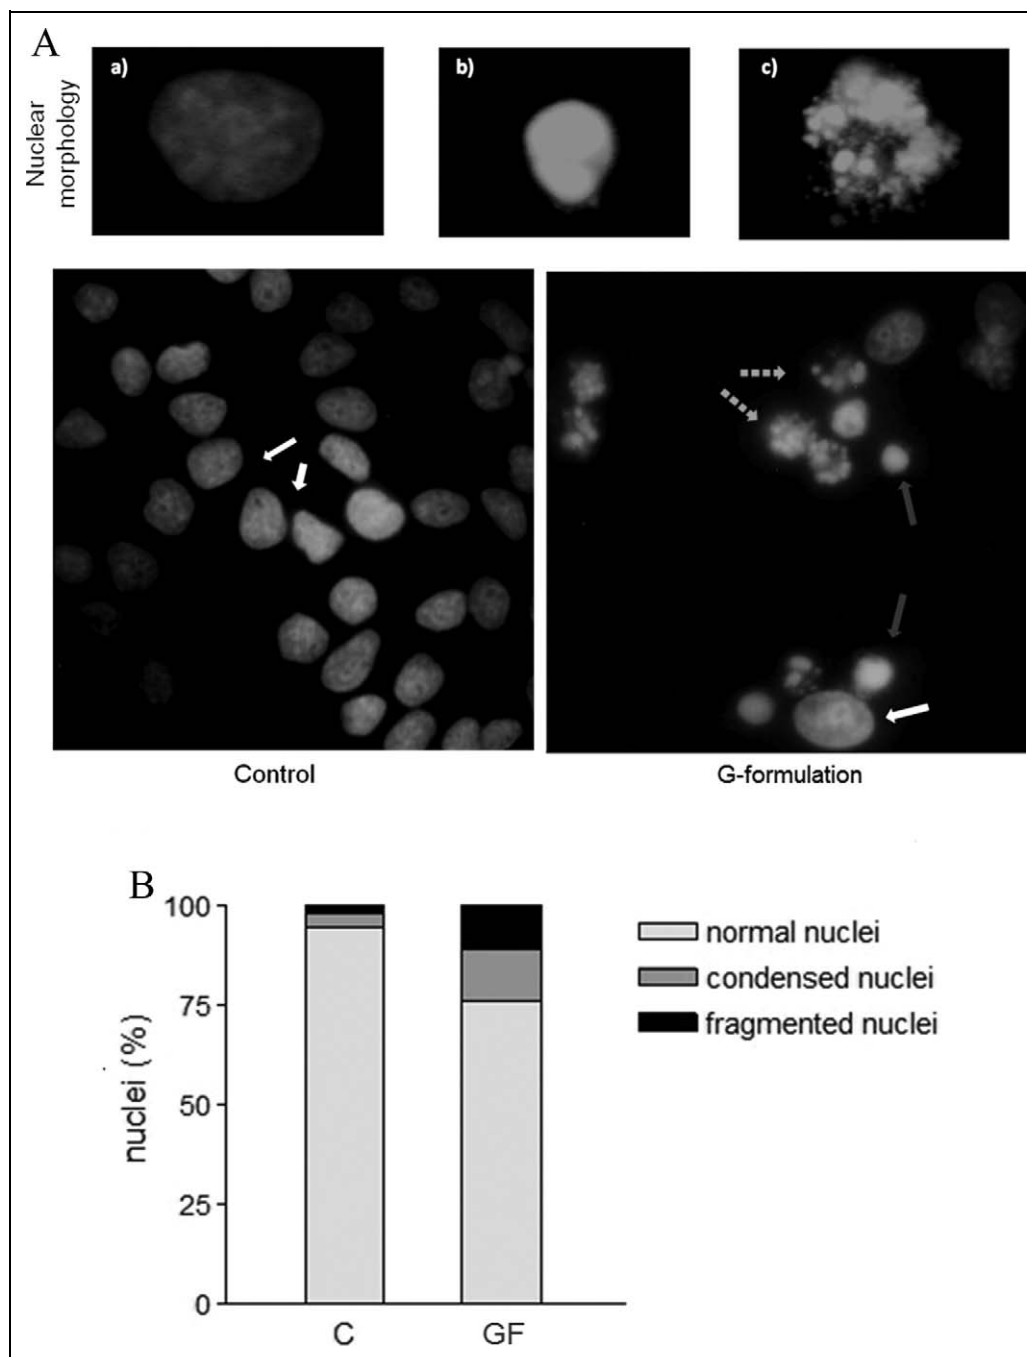 A
Nuclear
morphology
a)
b)
c)
Control
G-formulation
B
nuclei (%)
100
75
50
25
0
C
GF
normal nuclei
condensed nuclei
fragmented nuclei